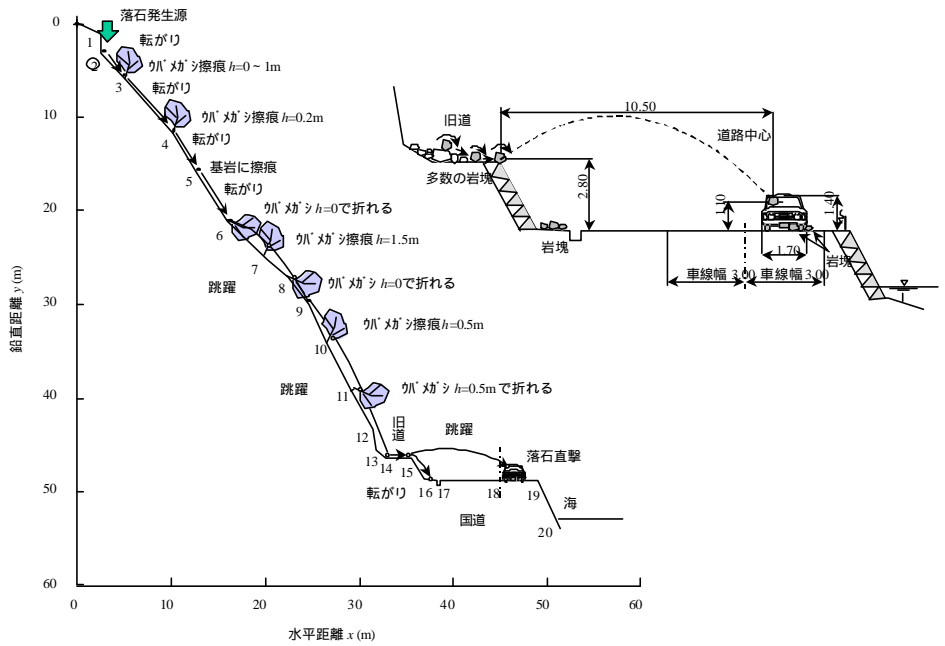 落石発生源
転がり
ｳﾊﾞﾒｶﾞｼ擦痕 h=0~1m
転がり
ｳﾊﾞﾒｶﾞｼ擦痕 h=0.2m
転がり
基岩に擦痕
転がり
ｳﾊﾞﾒｶﾞｼ h=0で折れる
ｳﾊﾞﾒｶﾞｼ擦痕 h=1.5m
跳躍
ｳﾊﾞﾒｶﾞｼ h=0で折れる
ｳﾊﾞﾒｶﾞｼ擦痕 h=0.5m
跳躍
ｳﾊﾞﾒｶﾞｼ h=0.5mで折れる
旧道
跳躍
落石直撃
転がり
国道
海
1
2
3
4
5
6
7
8
9
10
11
12
13 14 15
16 17
18
19
20
0
10
20
30
40
50
60
鉛直距離 y (m)
0 10 20 30 40 50 60
水平距離 x (m)
10.50
旧道
道路中心
多数の岩塊
2.80
岩塊
1.10
1.40
1.70
岩塊
車線幅 3.00 車線幅 3.00